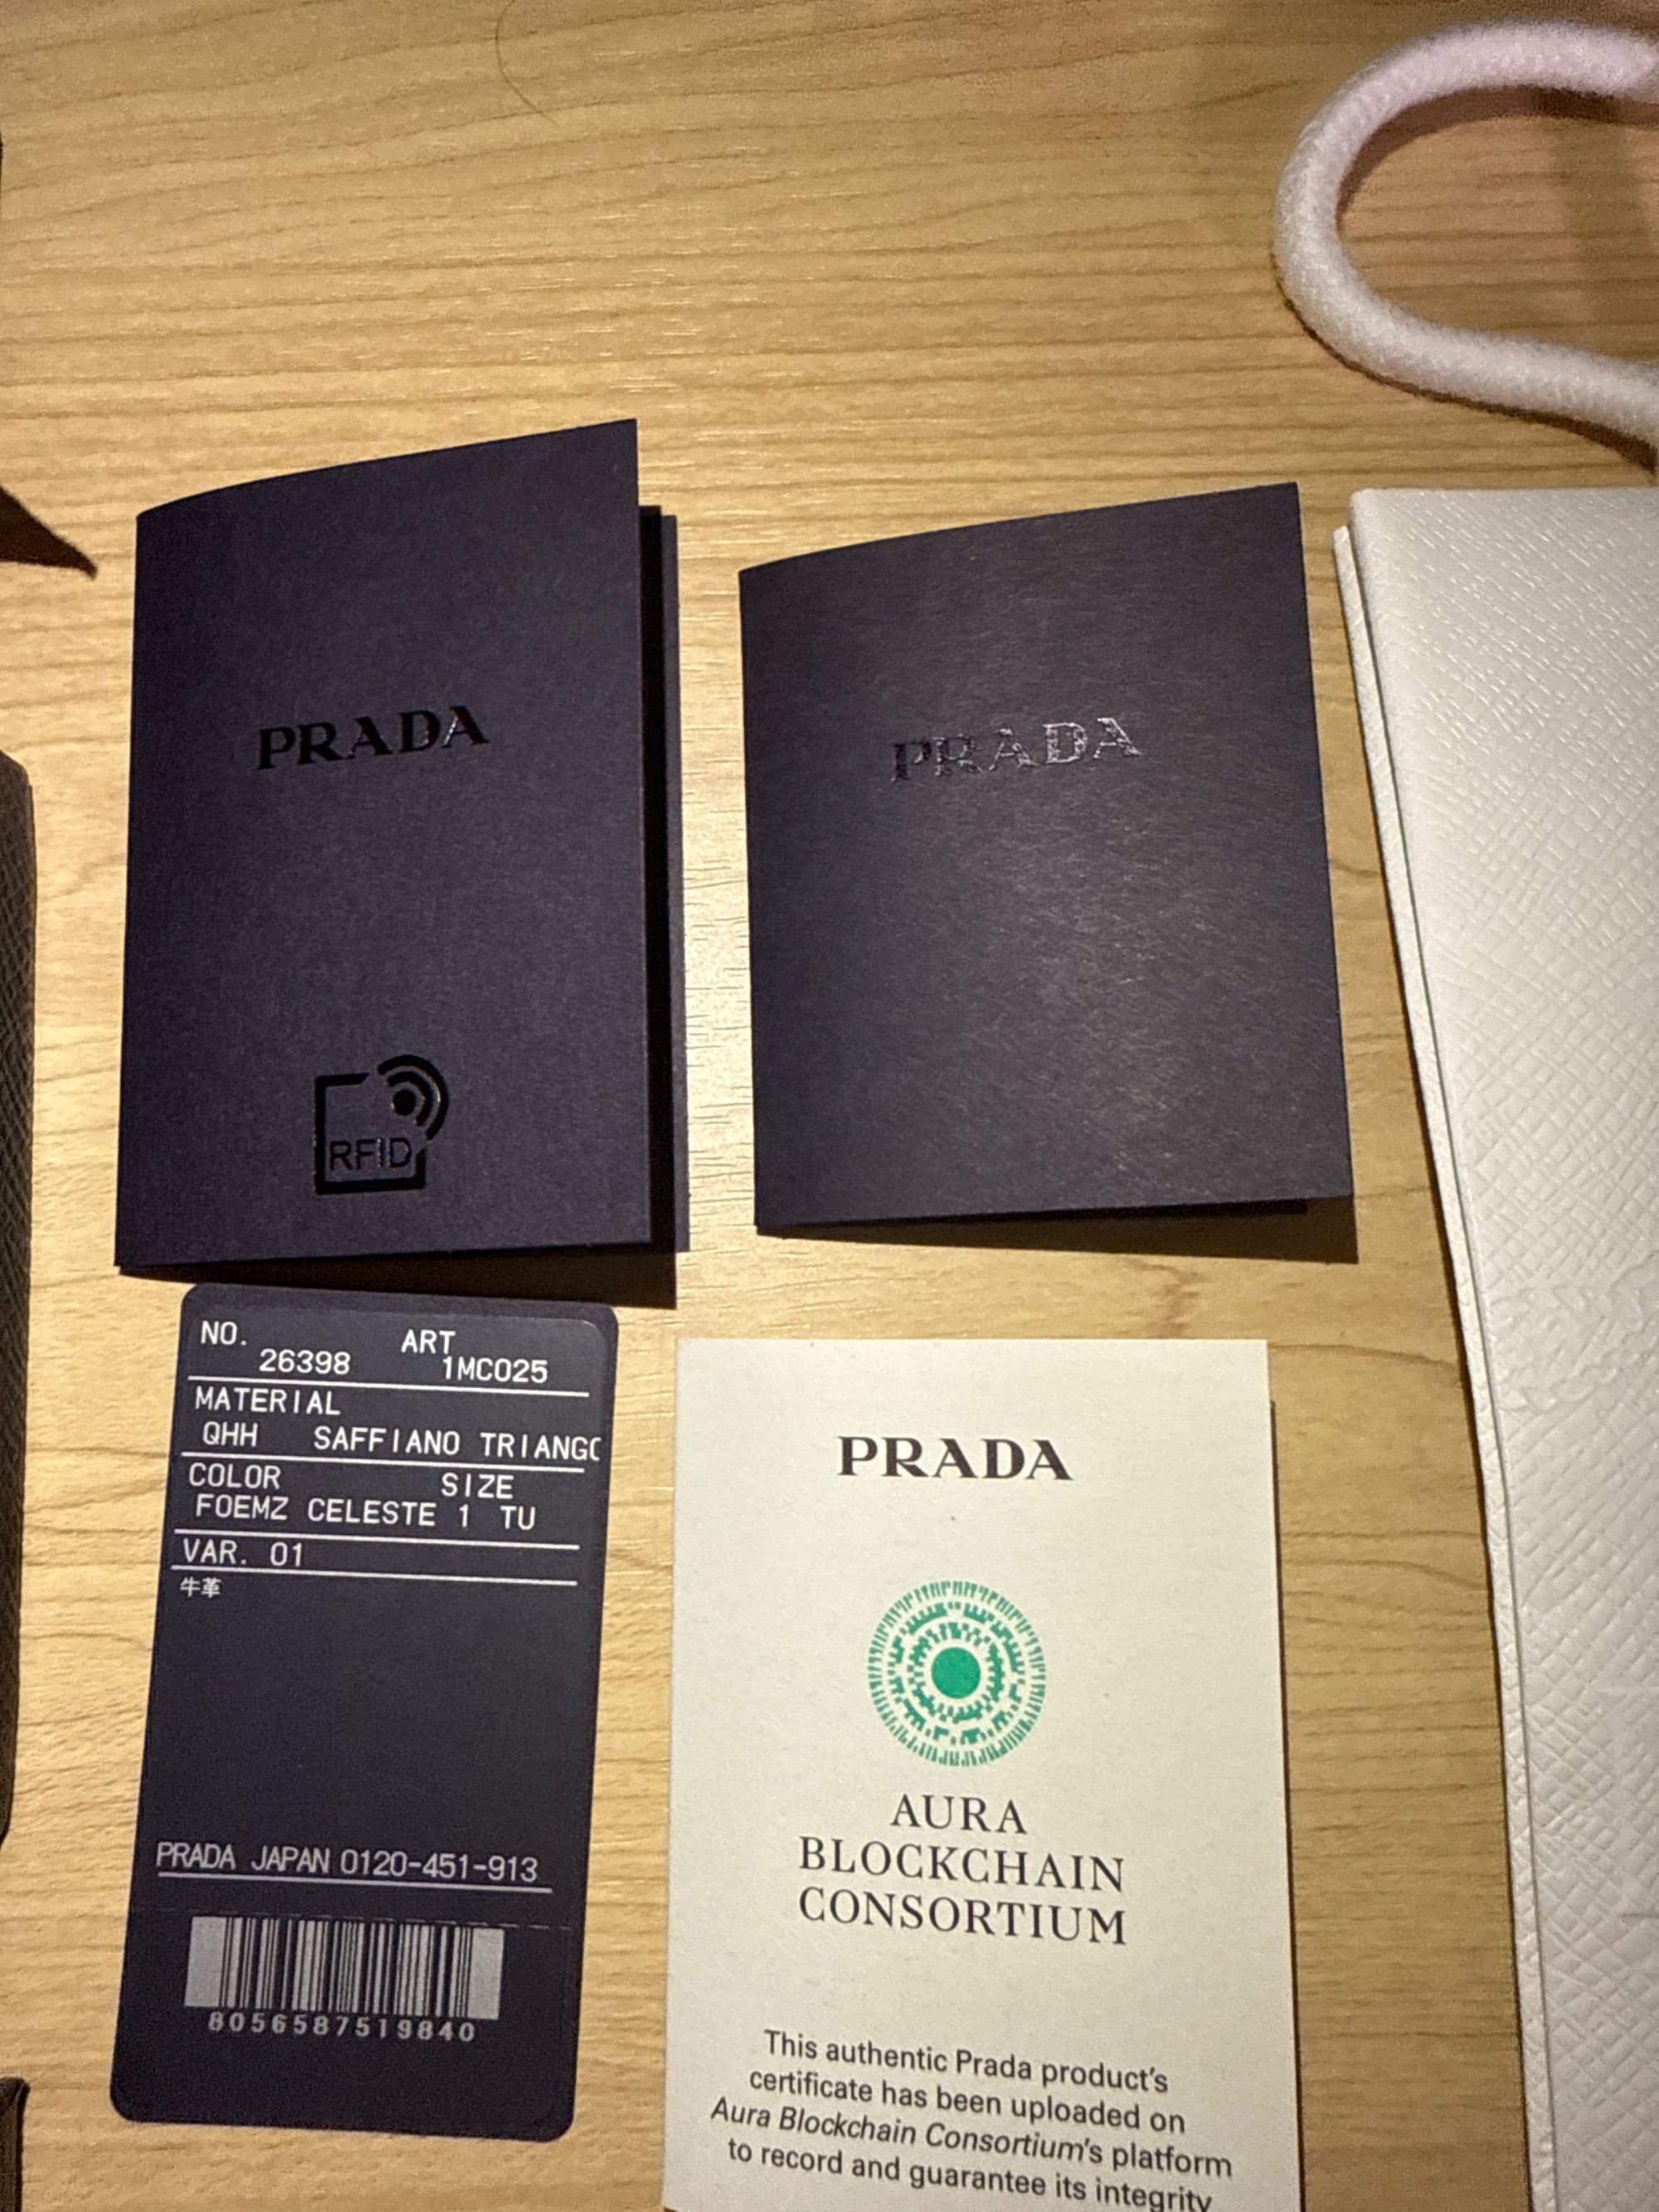 PRADA
RFID
PRADA
NO. ART
26398 1MC025
MATERIAL
QHH SAFFIANO TRIANGO
COLOR SIZE
F0EMZ CELESTE 1 TU
VAR. 01
牛革
PRADA JAPAN 0120-451-913
8056587519840
PRADA
AURA
BLOCKCHAIN
CONSORTIUM
This authentic Prada product's
certificate has been uploaded on
Aura Blockchain Consortium's platform
to record and guarantee its integrity